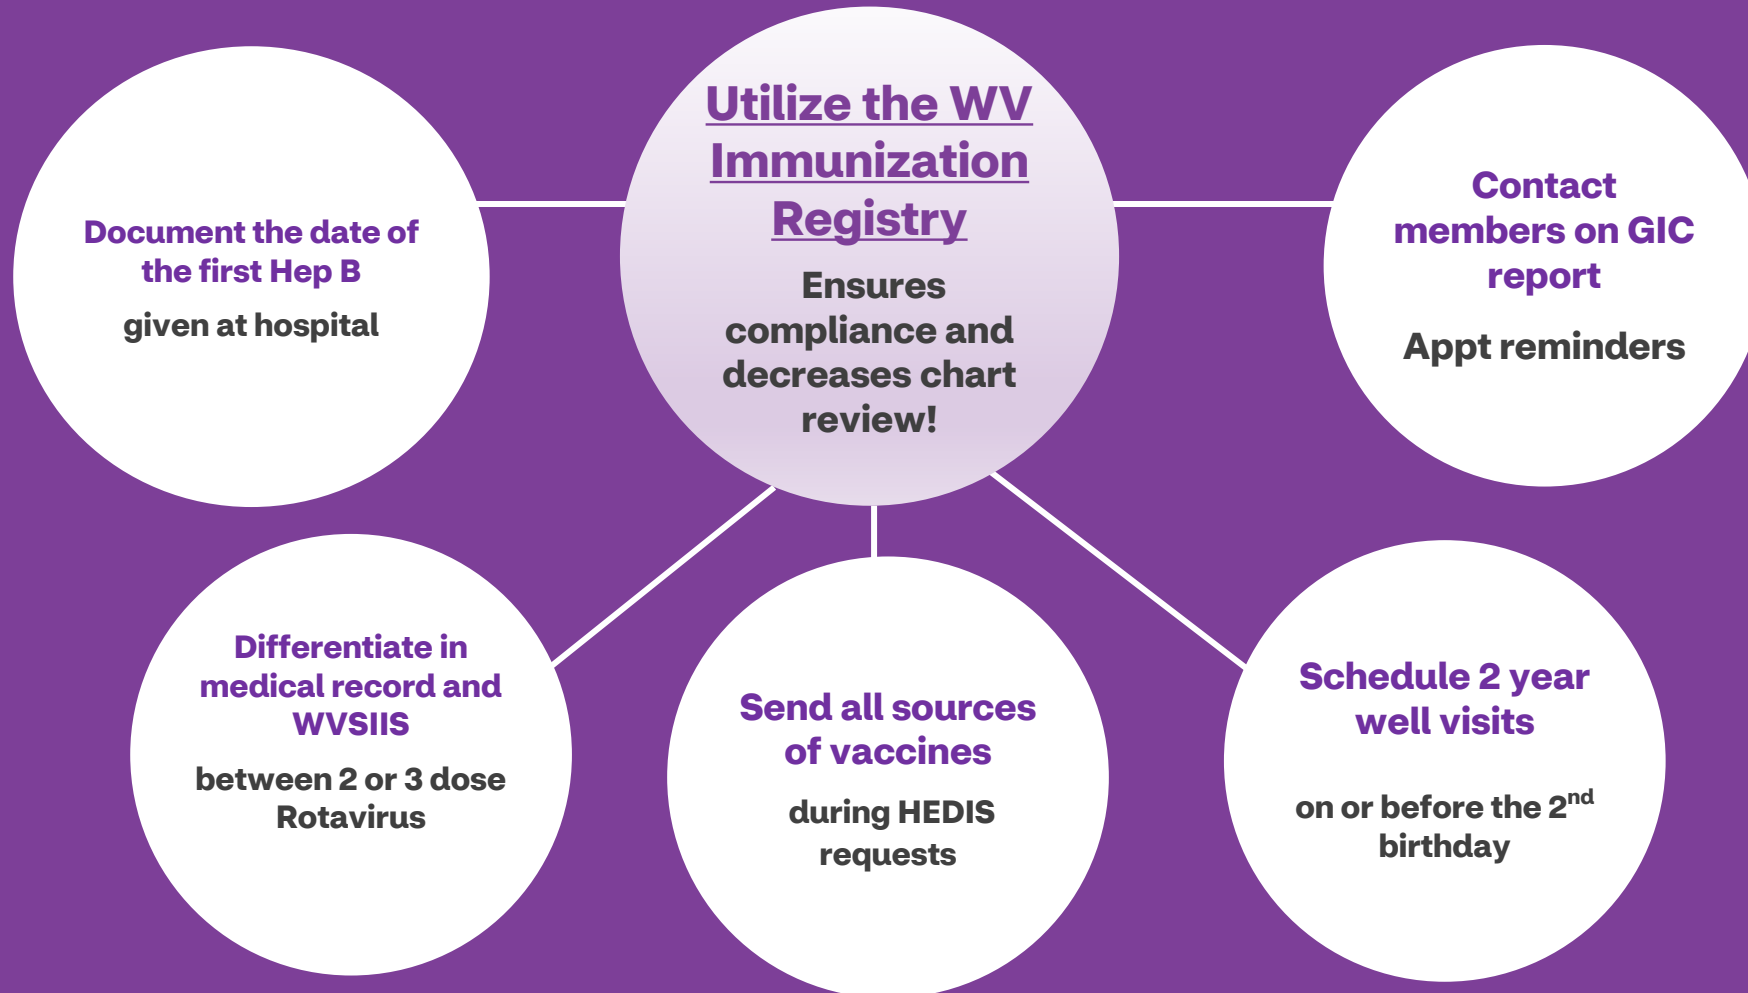 Utilize the WV
Immunization
Registry
Ensures
compliance and
decreases chart
review!
Document the date of
the first Hep B
given at hospital
Contact
members on GIC
report
Appt reminders
Differentiate in
medical record and
WVSIIS
between 2 or 3 dose
Rotavirus
Send all sources
of vaccines
during HEDIS
requests
Schedule 2 year
well visits
on or before the 2nd
birthday